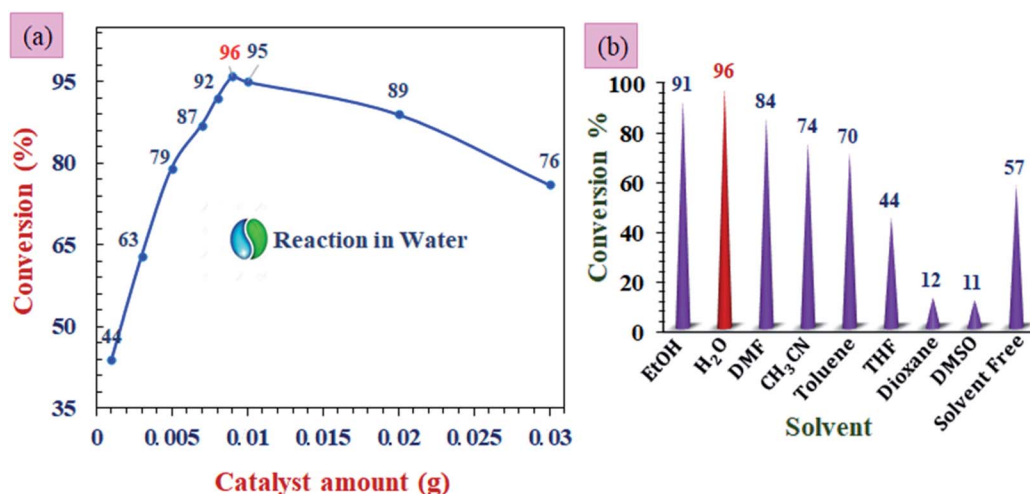 (a)
Conversion (%)
95
80
65
50
35
44
63
79
87
92
96
95
89
76
Reaction in Water
0
0.005
0.01
0.02
0.025
0.03
Catalyst amount (g)
(b)
Conversion %
100
80
60
40
20
0
91
96
84
74
70
44
12
11
57
EtOH
H₂O
DMF
CH₃CN
Toluene
THF
Dioxane
DMSO
Solvent Free
Solvent